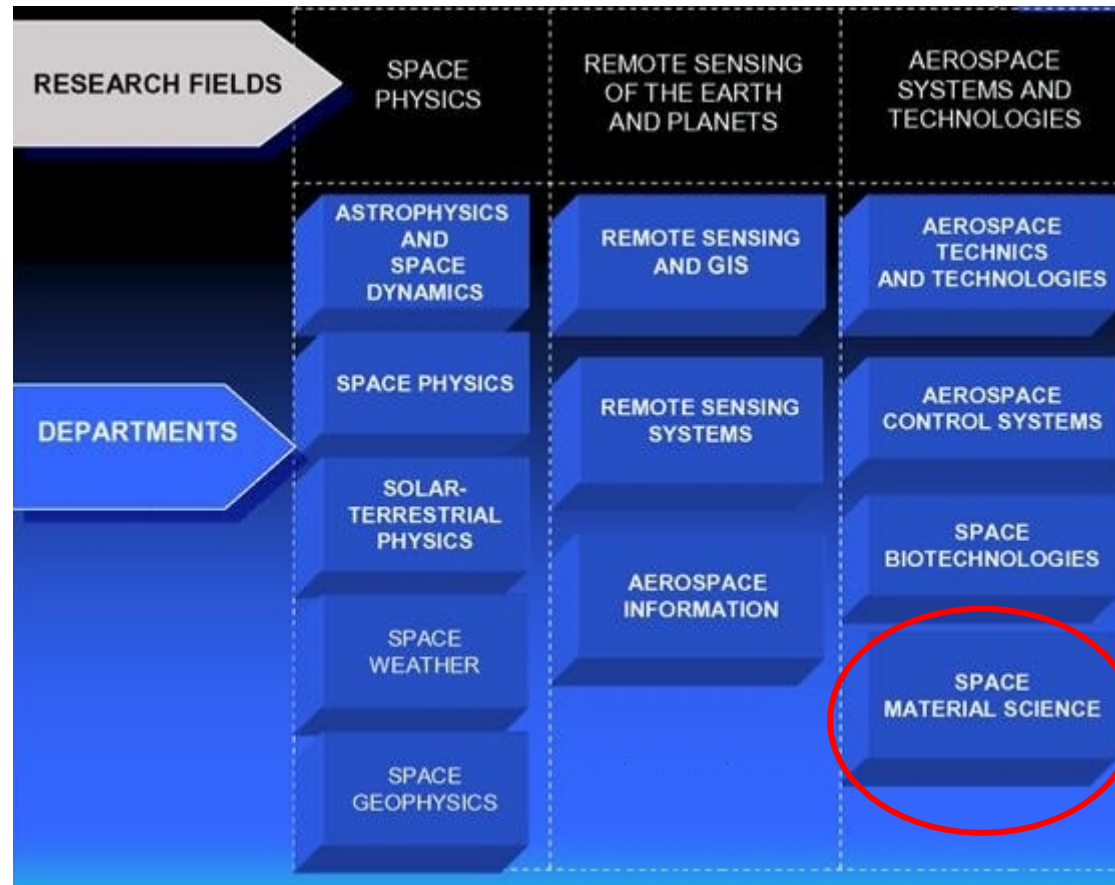 RESEARCH FIELDS
SPACE
PHYSICS
REMOTE SENSING
OF THE EARTH
AND PLANETS
AEROSPACE
SYSTEMS AND
TECHNOLOGIES
DEPARTMENTS
ASTROPHYSICS
AND
SPACE
DYNAMICS
SPACE PHYSICS
SOLAR-
TERRESTRIAL
PHYSICS
SPACE
WEATHER
SPACE
GEOPHYSICS
REMOTE SENSING
AND GIS
REMOTE SENSING
SYSTEMS
AEROSPACE
INFORMATION
AEROSPACE
TECHNICS
AND TECHNOLOGIES
AEROSPACE
CONTROL SYSTEMS
SPACE
BIOTECHNOLOGIES
SPACE
MATERIAL SCIENCE